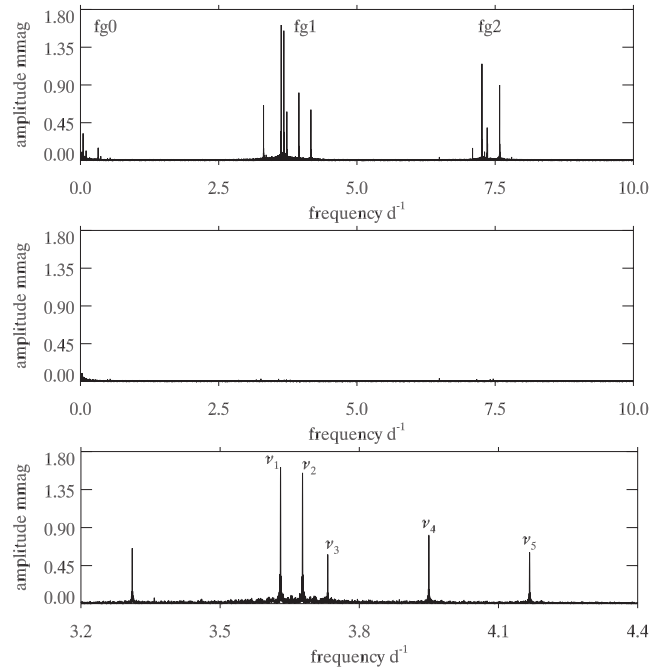 amplitude mmag
1.80
1.35
0.90
0.45
0.00
fg0
fg1
fg2
0.0
2.5
5.0
7.5
10.0
frequency d⁻¹
amplitude mmag
1.80
1.35
0.90
0.45
0.00
0.0
2.5
5.0
7.5
10.0
frequency d⁻¹
amplitude mmag
1.80
1.35
0.90
0.45
0.00
ν₁
ν₂
ν₃
ν₄
ν₅
3.2
3.5
3.8
4.1
4.4
frequency d⁻¹